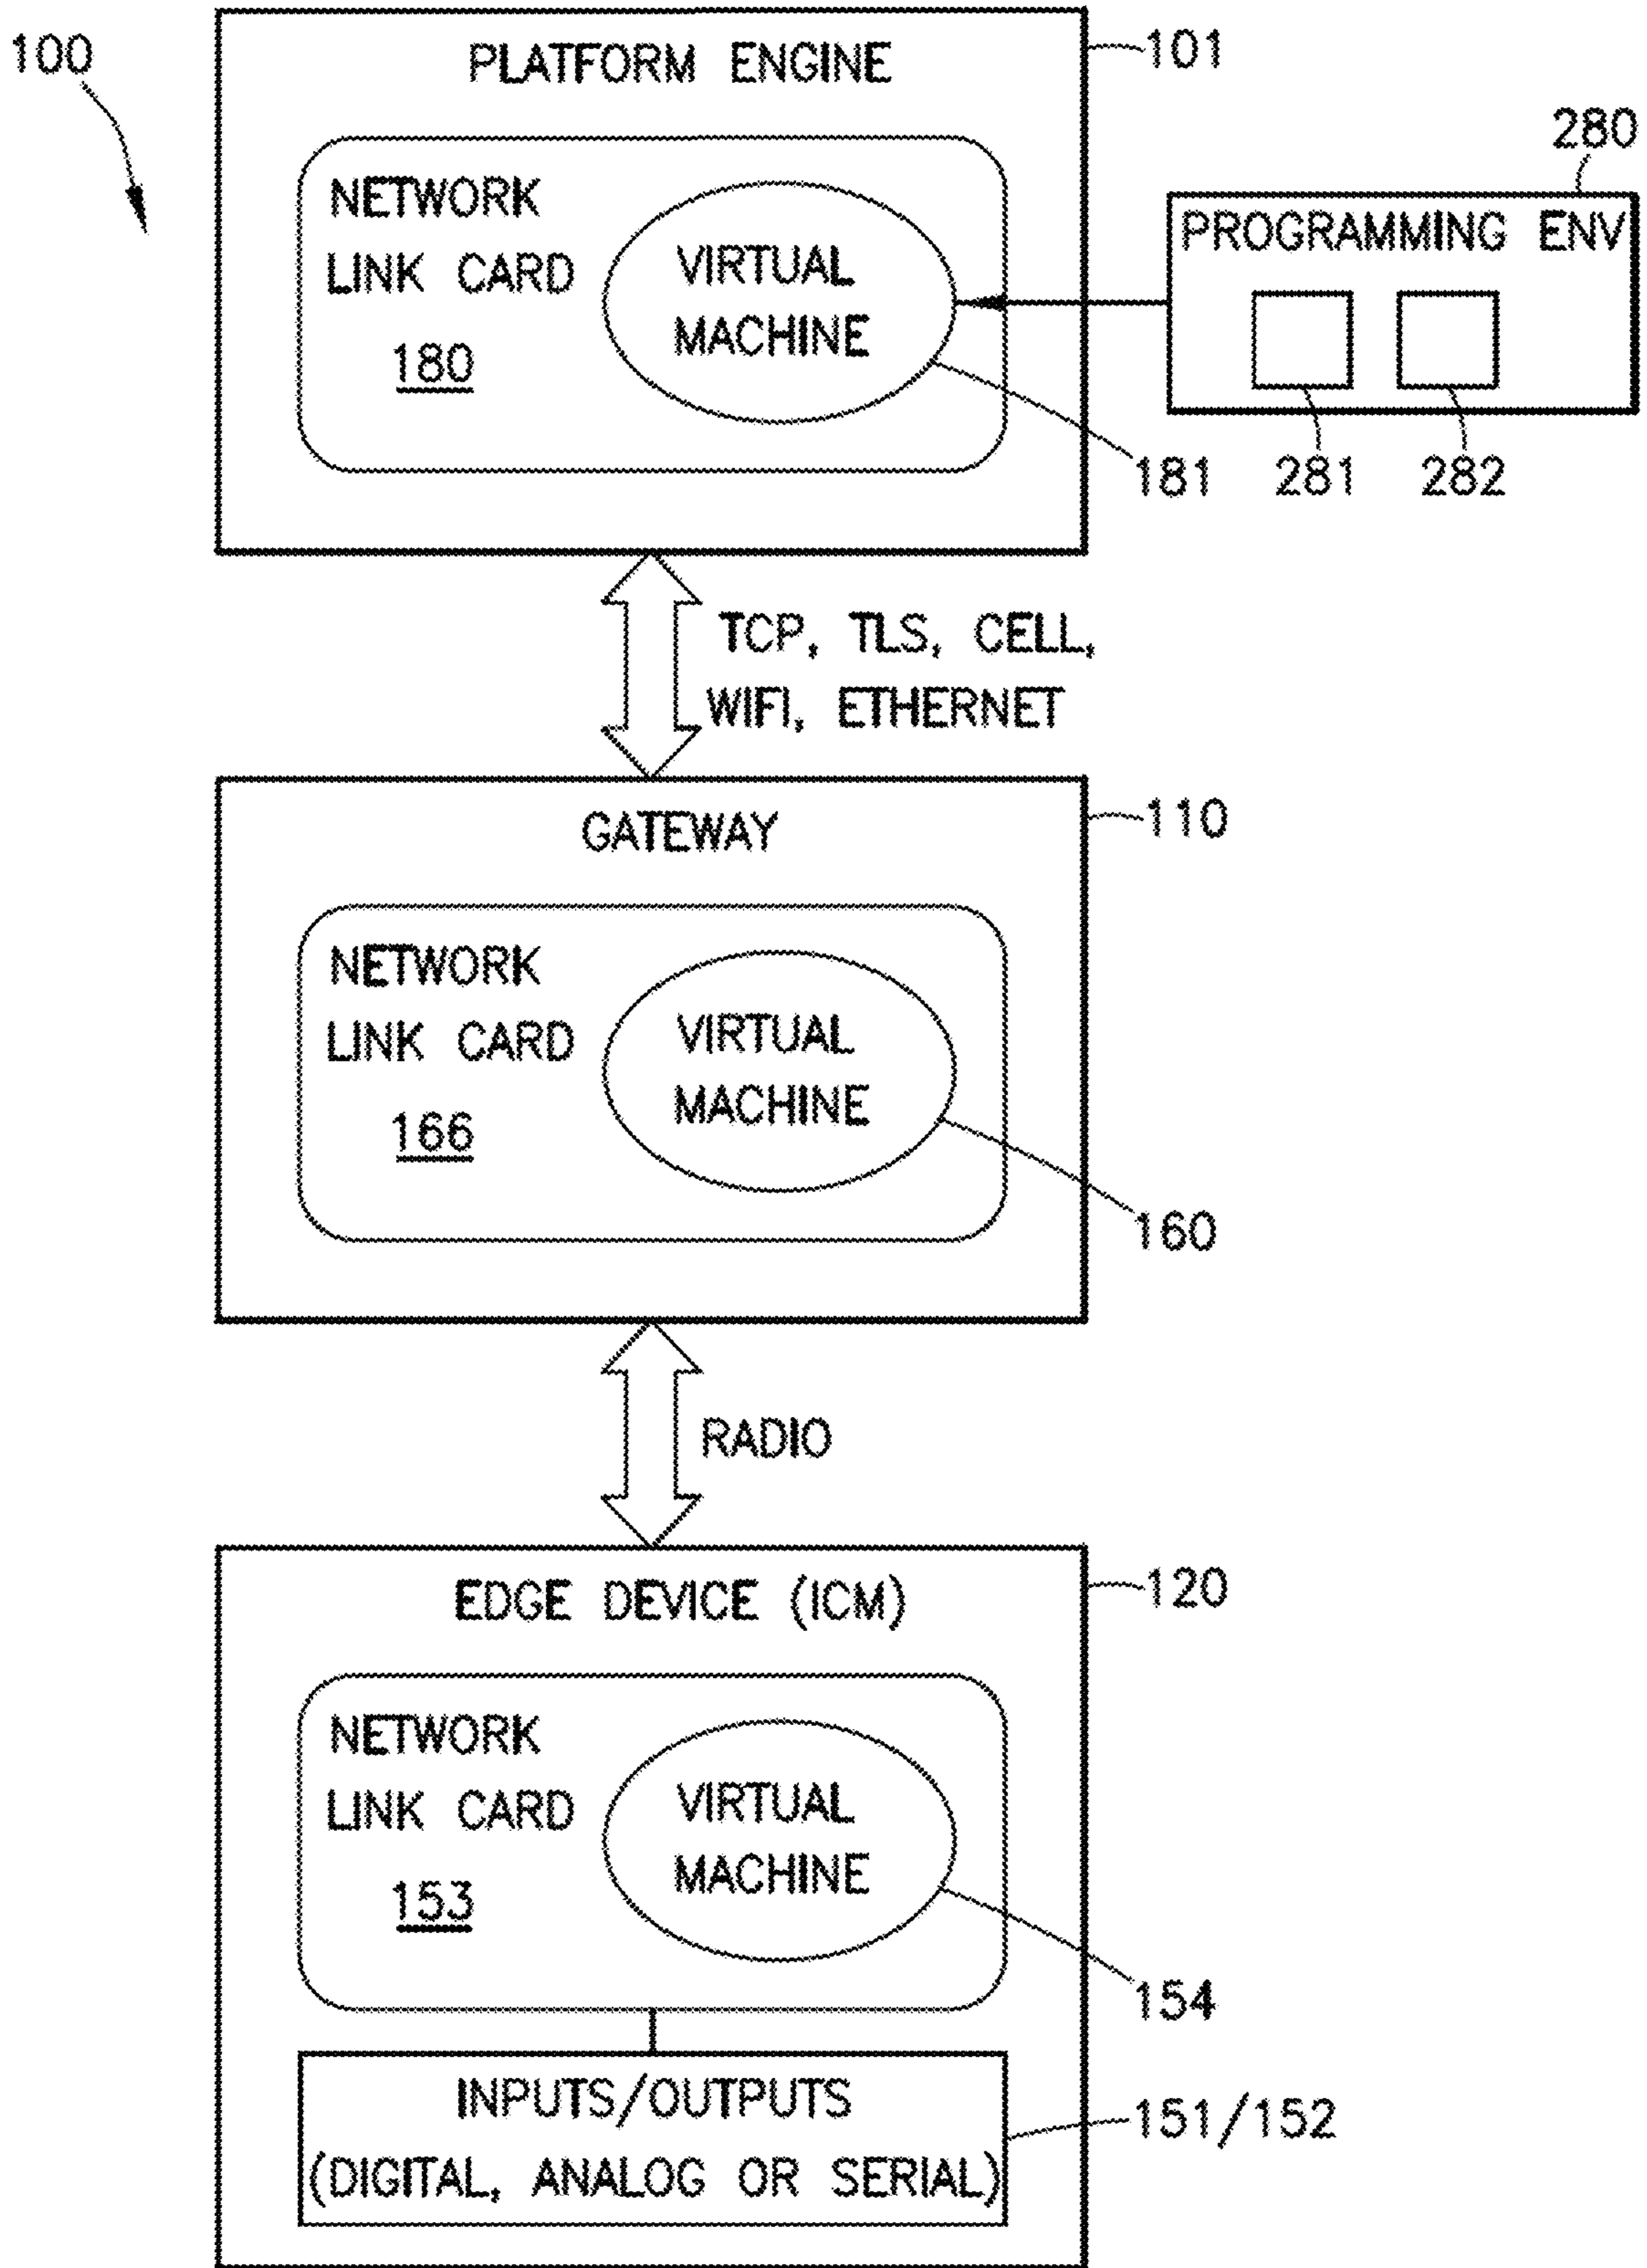 100
PLATFORM ENGINE
101
NETWORK
LINK CARD
180
VIRTUAL
MACHINE
181
280
PROGRAMMING ENV
281
282
TCP, TLS, CELL,
WIFI, ETHERNET
GATEWAY
110
NETWORK
LINK CARD
166
VIRTUAL
MACHINE
160
RADIO
EDGE DEVICE (ICM)
120
NETWORK
LINK CARD
153
VIRTUAL
MACHINE
154
INPUTS/OUTPUTS
(DIGITAL, ANALOG OR SERIAL)
151/152